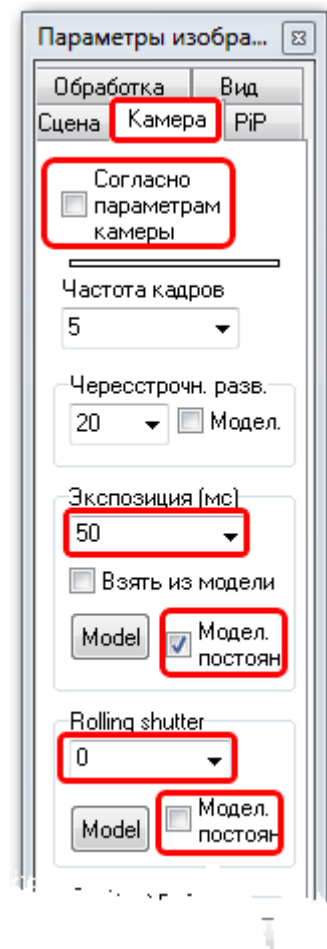 Параметры изобра...
Обработка Вид
Сцена Камера PiP
Согласно
параметрам
камеры
Частота кадров
5
Чересстрочн. разв.
20 Модел.
Экспозиция (мс)
50
Взять из модели
Model Модел.
постоян
Rolling shutter
0
Model Модел.
постоян